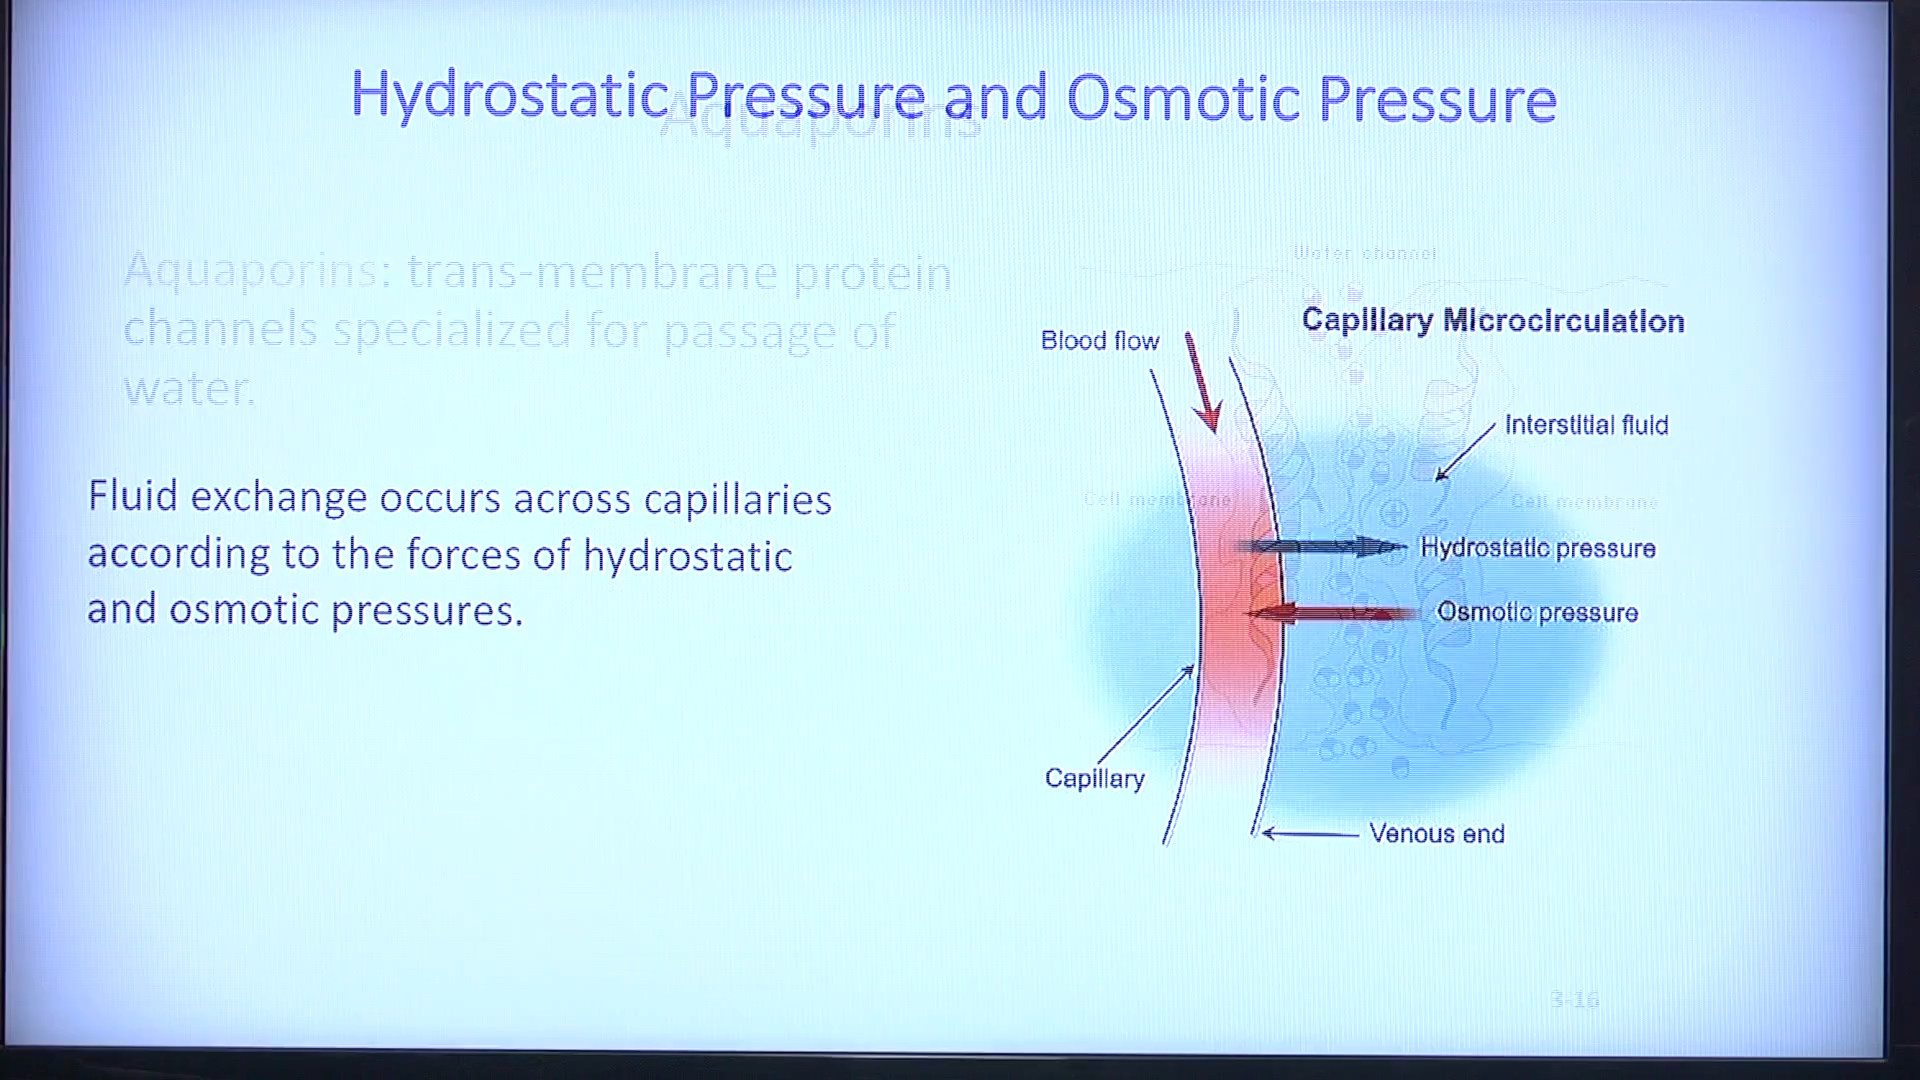 Hydrostatic Pressure and Osmotic Pressure
Aquaporins
Aquaporins: trans-membrane protein
channels specialized for passage of
water.
Fluid exchange occurs across capillaries
according to the forces of hydrostatic
and osmotic pressures.
Water channel
Capillary Microcirculation
Blood flow
Interstitial fluid
Cell membrane
Cell membrane
Hydrostatic pressure
Osmotic pressure
Capillary
Venous end
3-16